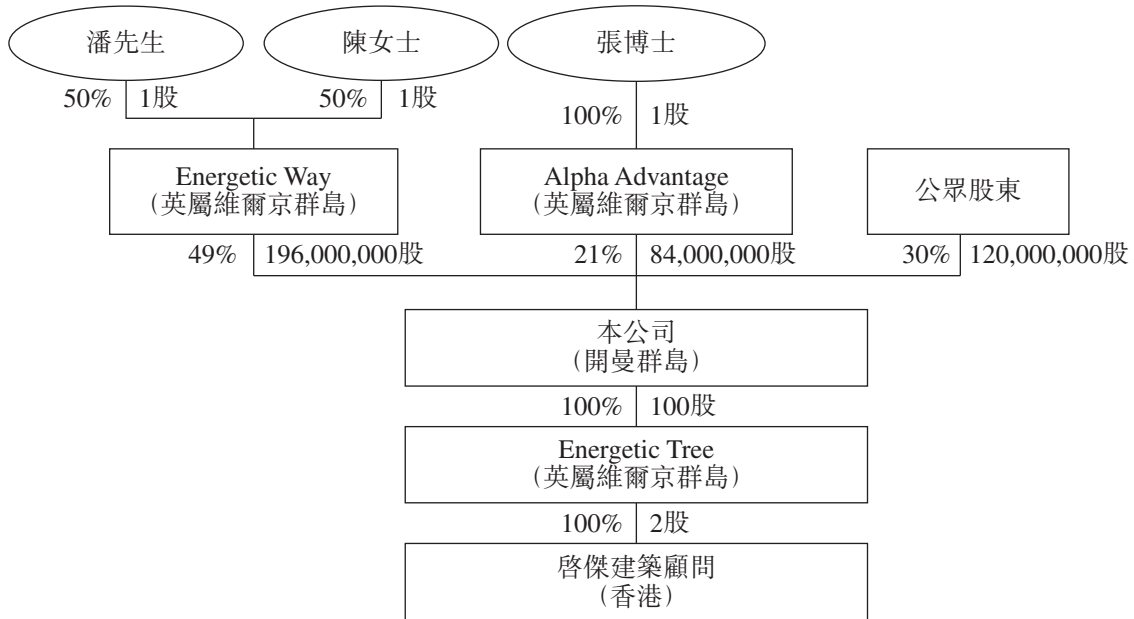 潘先生
陳女士
張博士
50% 1股
50% 1股
100% 1股
Energetic Way
(英屬維爾京群島)
Alpha Advantage
(英屬維爾京群島)
公眾股東
49% 196,000,000股
21% 84,000,000股
30% 120,000,000股
本公司
(開曼群島)
100% 100股
Energetic Tree
(英屬維爾京群島)
100% 2股
啓傑建築顧問
(香港)